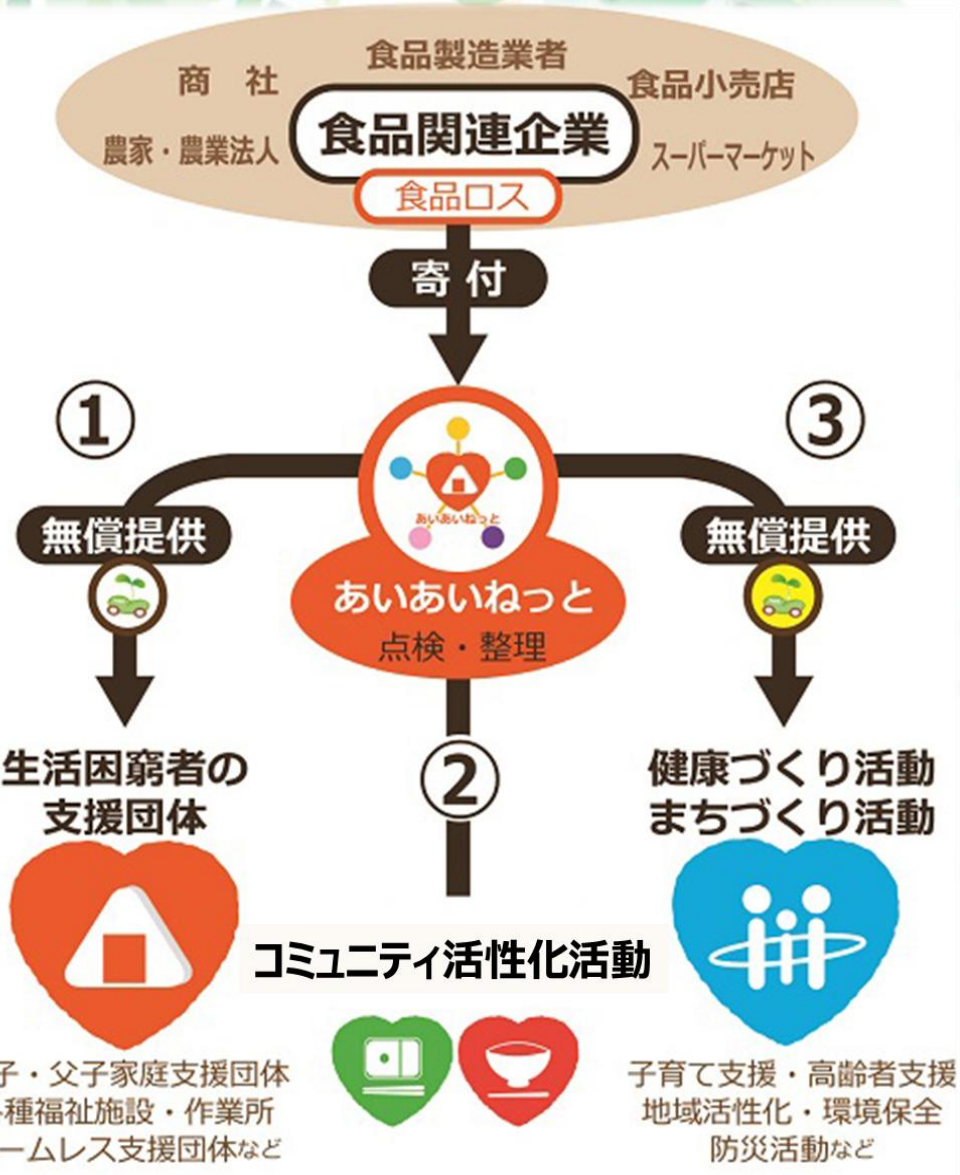 食品製造業者
商　社
食品小売店
食品関連企業
農家・農業法人
スーパーマーケット
食品ロス
寄付
①
③
あいあいねっと
無償提供
無償提供
あいあいねっと
点検・整理
②
生活困窮者の
支援団体
健康づくり活動
まちづくり活動
コミュニティ活性化活動
子・父子家庭支援団体
種福祉施設・作業所
ームレス支援団体など
子育て支援・高齢者支援
地域活性化・環境保全
防災活動など